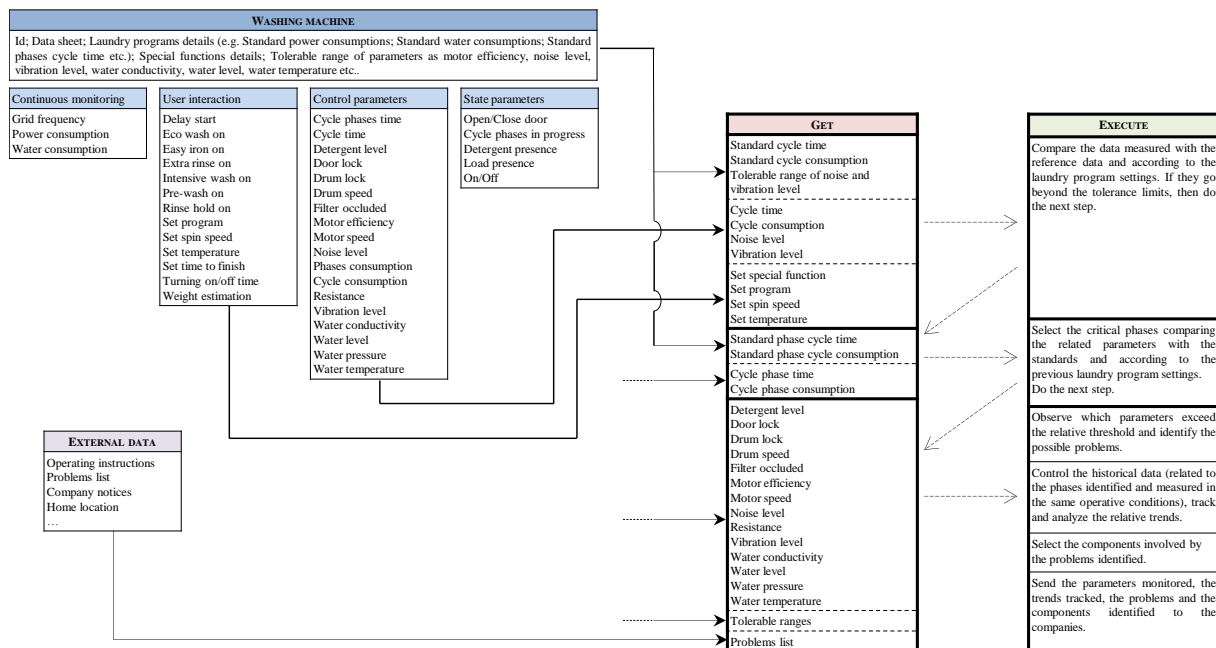 WASHING MACHINE
Id; Data sheet; Laundry programs details (e.g. Standard power consumptions; Standard water consumptions; Standard
phases cycle time etc.); Special functions details; Tolerable range of parameters as motor efficiency, noise level,
vibration level, water conductivity, water level, water temperature etc..
Continuous monitoring
Grid frequency
Power consumption
Water consumption
User interaction
Delay start
Eco wash on
Easy iron on
Extra rinse on
Intensive wash on
Pre-wash on
Rinse hold on
Set program
Set spin speed
Set temperature
Set time to finish
Turning on/off time
Weight estimation
Control parameters
Cycle phases time
Cycle time
Detergent level
Door lock
Drum lock
Drum speed
Filter occluded
Motor efficiency
Motor speed
Noise level
Phases consumption
Cycle consumption
Resistance
Vibration level
Water conductivity
Water level
Water pressure
Water temperature
State parameters
Open/Close door
Cycle phases in progress
Detergent presence
Load presence
On/Off
EXTERNAL DATA
Operating instructions
Problems list
Company notices
Home location
…
GET
Standard cycle time
Standard cycle consumption
Tolerable range of noise and
vibration level
Cycle time
Cycle consumption
Noise level
Vibration level
Set special function
Set program
Set spin speed
Set temperature
Standard phase cycle time
Standard phase cycle consumption
Cycle phase time
Cycle phase consumption
Detergent level
Door lock
Drum lock
Drum speed
Filter occluded
Motor efficiency
Motor speed
Noise level
Resistance
Vibration level
Water conductivity
Water level
Water pressure
Water temperature
Tolerable ranges
Problems list
EXECUTE
Compare the data measured with the
reference data and according to the
laundry program settings. If they go
beyond the tolerance limits, then do
the next step.
Select the critical phases comparing
the related parameters with the
standards and according to the
previous laundry program settings.
Do the next step.
Observe which parameters exceed
the relative threshold and identify the
possible problems.
Control the historical data (related to
the phases identified and measured in
the same operative conditions), track
and analyze the relative trends.
Select the components involved by
the problems identified.
Send the parameters monitored, the
trends tracked, the problems and the
components identified to the
companies.